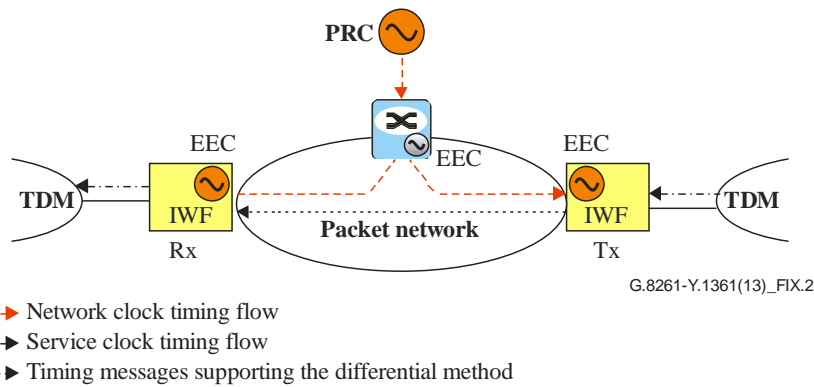 PRC
EEC
EEC
EEC
TDM
IWF
Packet network
IWF
TDM
Rx
Tx
G.8261-Y.1361(13)_FIX.2
Network clock timing flow
Service clock timing flow
Timing messages supporting the differential method